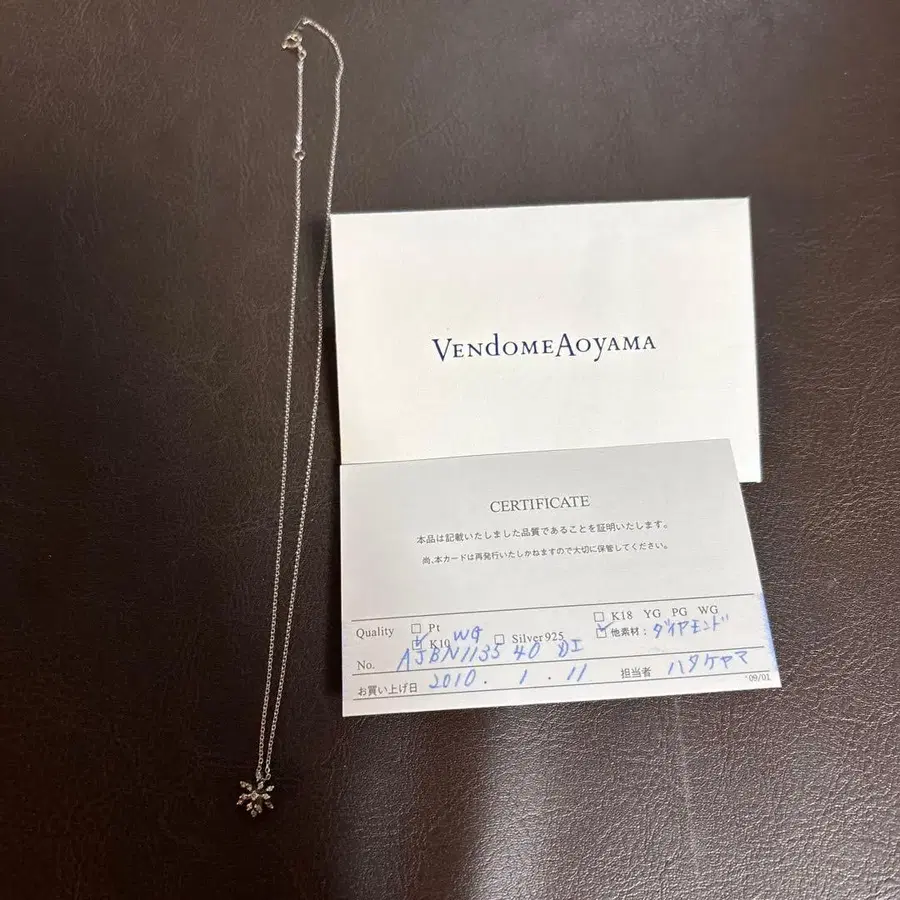 VENDOMEAOYAMA
CERTIFICATE
本品は記載いたしました品質であることを証明いたします。
尚、本カードは再発行いたしかねますので大切に保管してください。
Quality □ Pt □ K18 YG PG WG
☑ K10 WG □ Silver925 ☑ 他素材：ダイヤモンド
No. AJBN1135 40 DI
お買い上げ日 2010. 1. 11 担当者 ハタケヤマ
'09/01